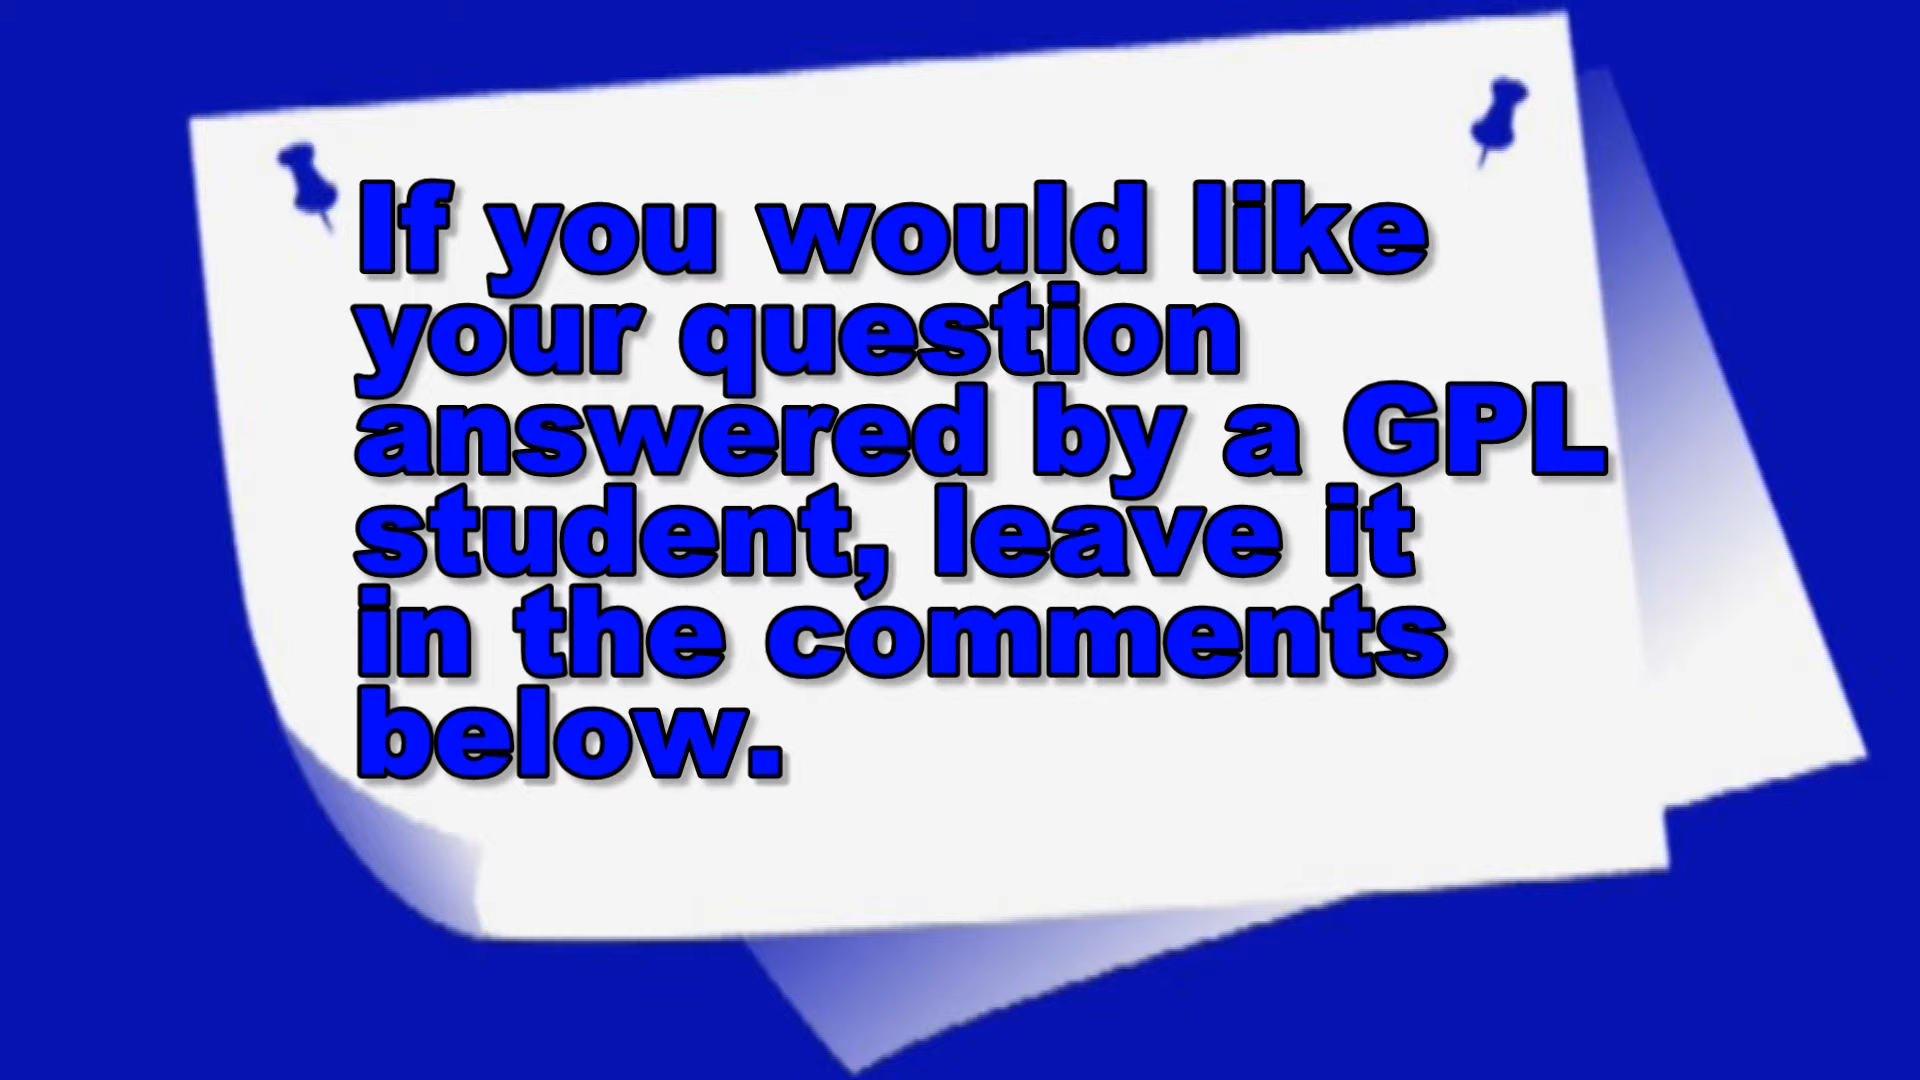 If you would like
your question
answered by a GPL
student, leave it
in the comments
below.